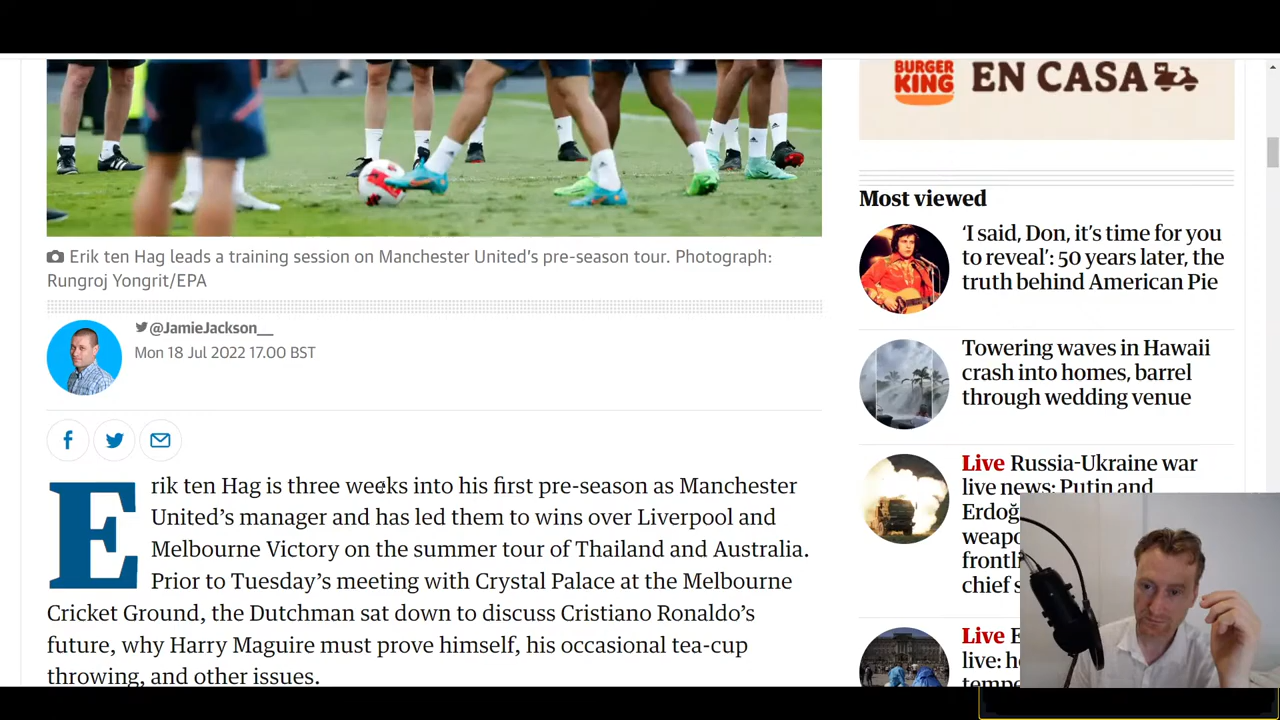 BURGER
KING
EN CASA
Erik ten Hag leads a training session on Manchester United's pre-season tour. Photograph:
Rungroj Yongrit/EPA
@JamieJackson__
Mon 18 Jul 2022 17.00 BST
Erik ten Hag is three weeks into his first pre-season as Manchester
United's manager and has led them to wins over Liverpool and
Melbourne Victory on the summer tour of Thailand and Australia.
Prior to Tuesday's meeting with Crystal Palace at the Melbourne
Cricket Ground, the Dutchman sat down to discuss Cristiano Ronaldo's
future, why Harry Maguire must prove himself, his occasional tea-cup
throwing, and other issues.
Most viewed
'I said, Don, it's time for you
to reveal': 50 years later, the
truth behind American Pie
Towering waves in Hawaii
crash into homes, barrel
through wedding venue
Live Russia-Ukraine war
live news: Putin and
chief
Live
live: